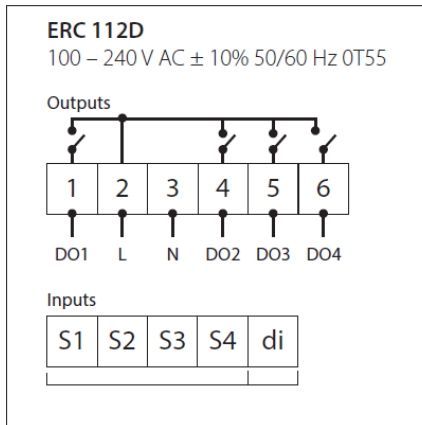 ERC 112D
100 – 240 V AC ± 10% 50/60 Hz 0T55
Outputs
1 2 3 4 5 6
DO1 L N DO2 DO3 DO4
Inputs
S1 S2 S3 S4 di